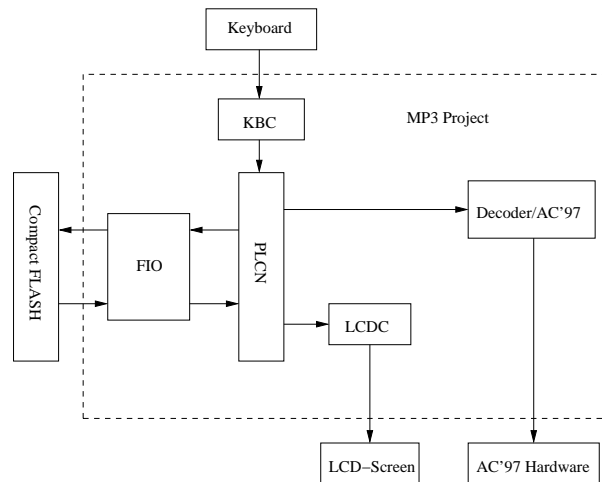 Keyboard
MP3 Project
KBC
Compact FLASH
FIO
PLCN
Decoder/AC'97
LCDC
LCD−Screen
AC'97 Hardware